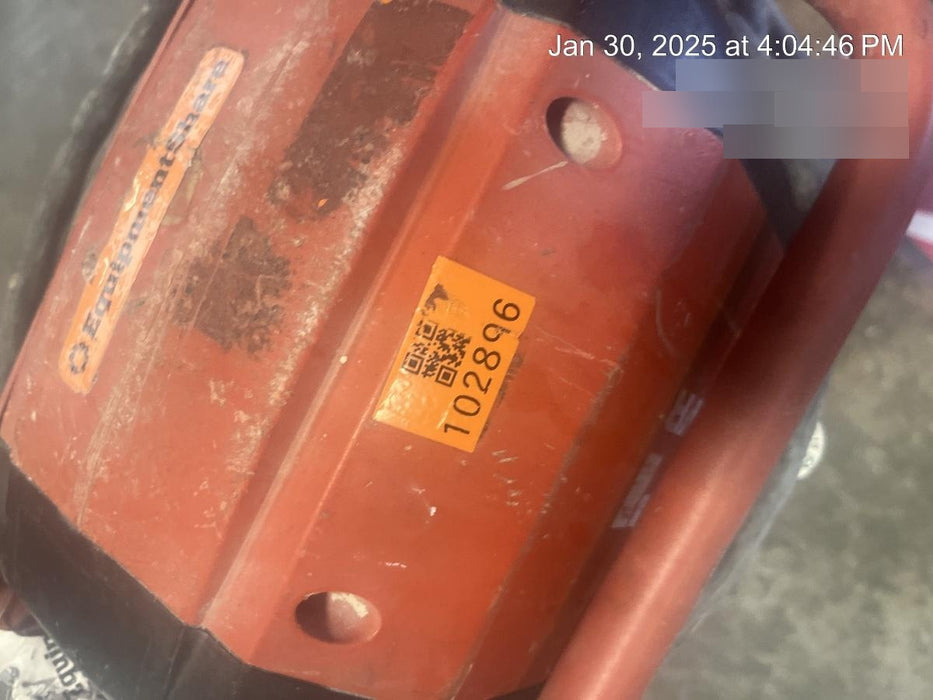 Jan 30, 2025 at 4:04:46 PM
EquipmentShare
102896